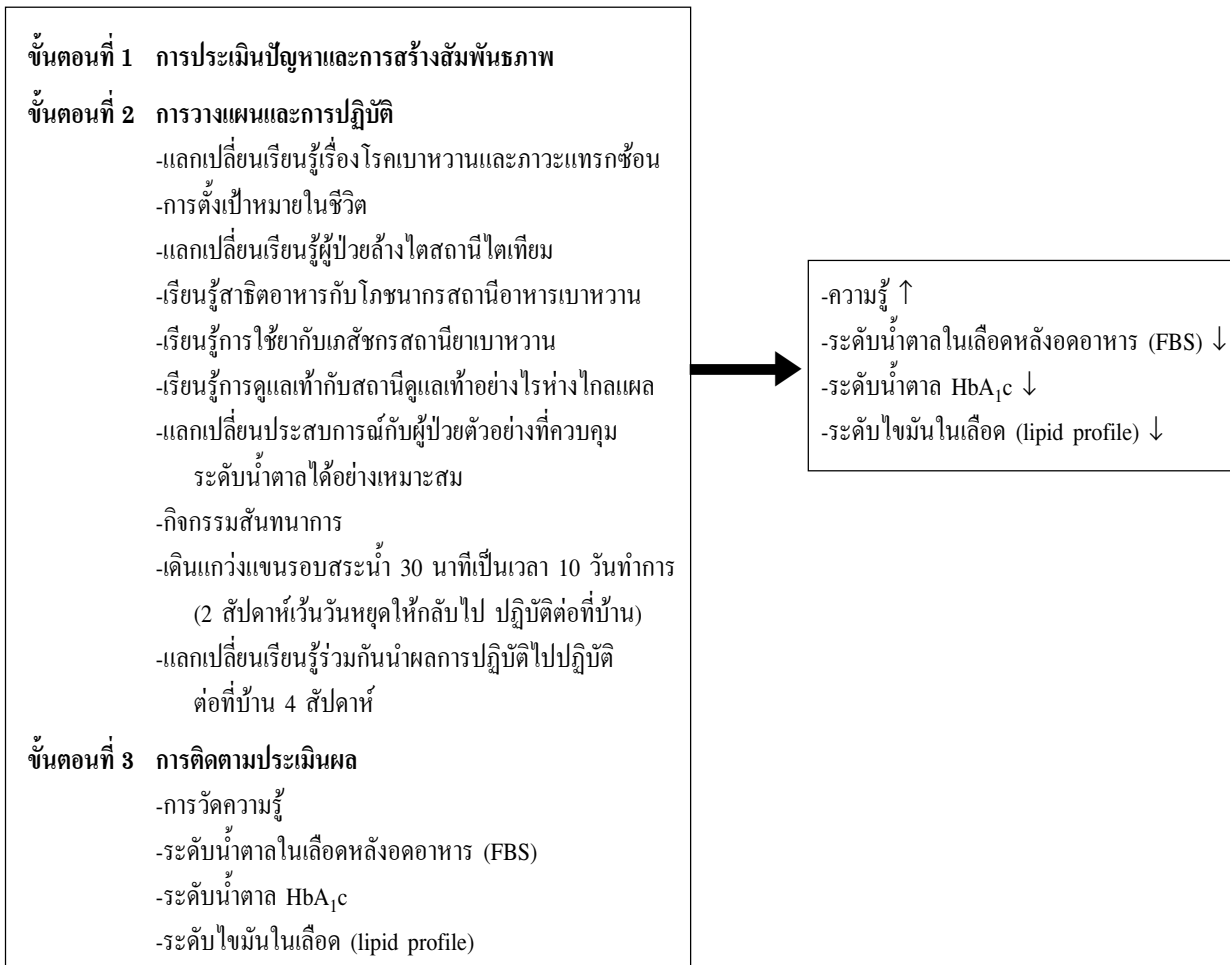 ขั้นตอนที่ 1 การประเมินปัญหาและการสร้างสัมพันธภาพ
ขั้นตอนที่ 2 การวางแผนและการปฏิบัติ
-แลกเปลี่ยนเรียนรู้เรื่องโรคเบาหวานและภาวะแทรกซ้อน
-การตั้งเป้าหมายในชีวิต
-แลกเปลี่ยนเรียนรู้ผู้ป่วยล้างไตสถานีไตเทียม
-เรียนรู้สาธิตอาหารกับโภชนากรสถานีอาหารเบาหวาน
-เรียนรู้การใช้ยากับเภสัชกรสถานียาเบาหวาน
-เรียนรู้การดูแลเท้ากับสถานีดูแลเท้าอย่างไรห่างไกลแผล
-แลกเปลี่ยนประสบการณ์กับผู้ป่วยตัวอย่างที่ควบคุม
ระดับน้ำตาลได้อย่างเหมาะสม
-กิจกรรมสันทนาการ
-เดินแกว่งแขนรอบสระน้ำ 30 นาทีเป็นเวลา 10 วันทำการ
(2 สัปดาห์เว้นวันหยุดให้กลับไป ปฏิบัติต่อที่บ้าน)
-แลกเปลี่ยนเรียนรู้ร่วมกันนำผลการปฏิบัติไปปฏิบัติ
ต่อที่บ้าน 4 สัปดาห์
ขั้นตอนที่ 3 การติดตามประเมินผล
-การวัดความรู้
-ระดับน้ำตาลในเลือดหลังอดอาหาร (FBS)
-ระดับน้ำตาล HbA₁c
-ระดับไขมันในเลือด (lipid profile)
-ความรู้ ↑
-ระดับน้ำตาลในเลือดหลังอดอาหาร (FBS) ↓
-ระดับน้ำตาล HbA₁c ↓
-ระดับไขมันในเลือด (lipid profile) ↓